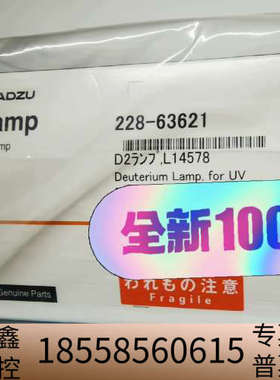 ADZU
amp
mp
228-63621
D2ランプ,L14578
Deuterium Lamp, for UV
全新100
Genuine Parts
われもの注意
Fragile
鑫
控
18558560615
专
普